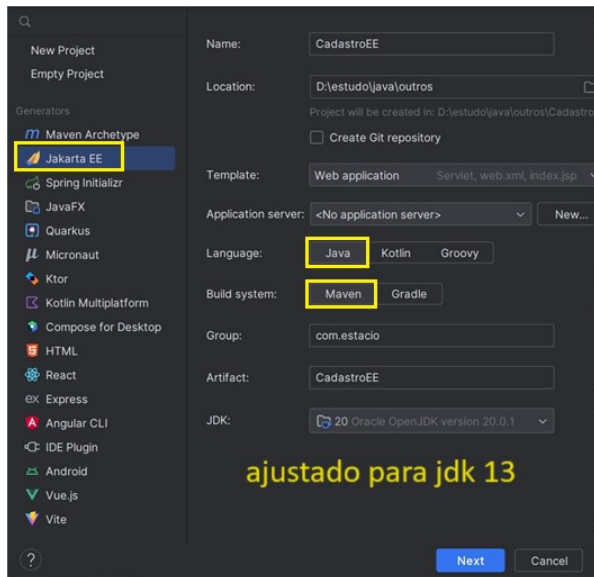 New Project
Empty Project
Generators
Maven Archetype
Jakarta EE
Spring Initializr
JavaFX
Quarkus
Micronaut
Ktor
Kotlin Multiplatform
Compose for Desktop
HTML
React
Express
Angular CLI
IDE Plugin
Android
Vue.js
Vite
Name: CadastroEE
Location: D:\estudo\java\outros
Project will be created in: D:\estudo\java\outros\Cadastro
Create Git repository
Template: Web application Servlet, web.xml, index.jsp
Application server: <No application server> New...
Language: Java Kotlin Groovy
Build system: Maven Gradle
Group: com.estacio
Artifact: CadastroEE
JDK: 20 Oracle OpenJDK version 20.0.1
ajustado para jdk 13
? Next Cancel